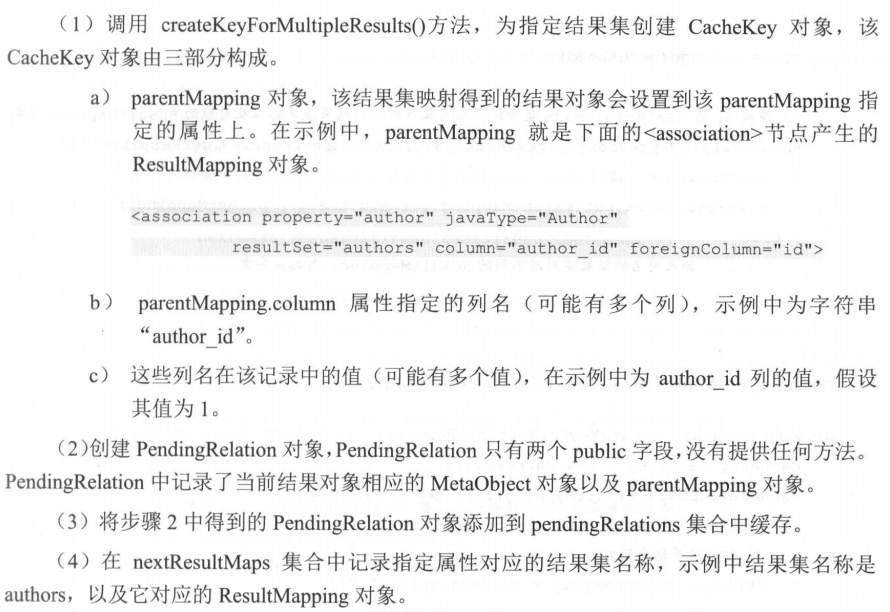 （1）调用 createKeyForMultipleResults()方法，为指定结果集创建 CacheKey 对象，该
CacheKey 对象由三部分构成。
a） parentMapping 对象，该结果集映射得到的结果对象会设置到该 parentMapping 指
定的属性上。在示例中，parentMapping 就是下面的<association>节点产生的
ResultMapping 对象。
<association property="author" javaType="Author"
resultSet="authors" column="author_id" foreignColumn="id">
b） parentMapping.column 属性指定的列名（可能有多个列），示例中为字符串
“author_id”。
c） 这些列名在该记录中的值（可能有多个值），在示例中为 author_id 列的值，假设
其值为 1。
（2）创建 PendingRelation 对象，PendingRelation 只有两个 public 字段，没有提供任何方法。
PendingRelation 中记录了当前结果对象相应的 MetaObject 对象以及 parentMapping 对象。
（3）将步骤 2 中得到的 PendingRelation 对象添加到 pendingRelations 集合中缓存。
（4）在 nextResultMaps 集合中记录指定属性对应的结果集名称，示例中结果集名称是
authors，以及它对应的 ResultMapping 对象。